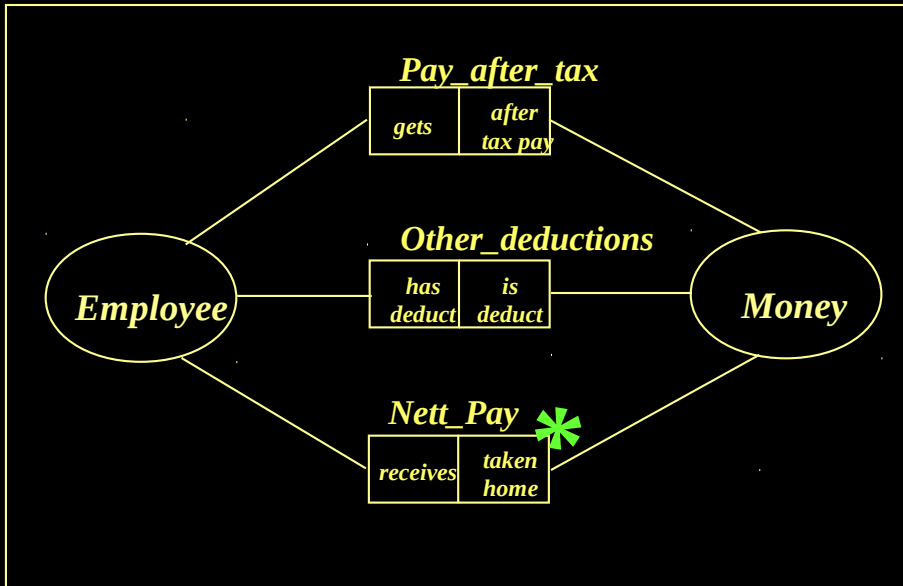 Pay_after_tax
gets
after
tax pay
Other_deductions
has
deduct
is
deduct
Employee
Money
Nett_Pay
*
receives
taken
home